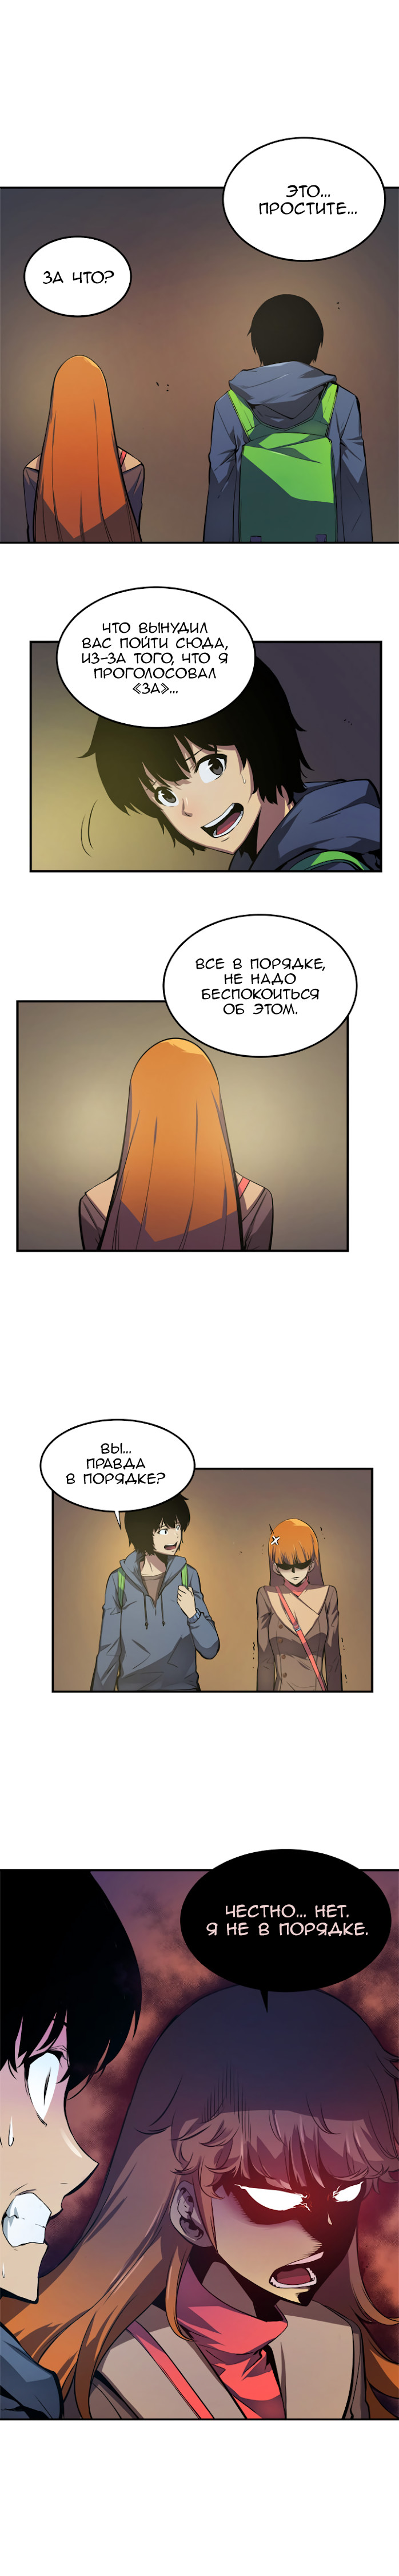 ЭТО...
ПРОСТИТЕ...
ЗА ЧТО?
ЧТО ВЫНУДИЛ
ВАС ПОЙТИ СЮДА,
ИЗ-ЗА ТОГО, ЧТО Я
ПРОГОЛОСОВАЛ
«ЗА»...
ВСЕ В ПОРЯДКЕ,
НЕ НАДО
БЕСПОКОИТЬСЯ
ОБ ЭТОМ.
ВЫ...
ПРАВДА
В ПОРЯДКЕ?
ЧЕСТНО... НЕТ.
Я НЕ В ПОРЯДКЕ.